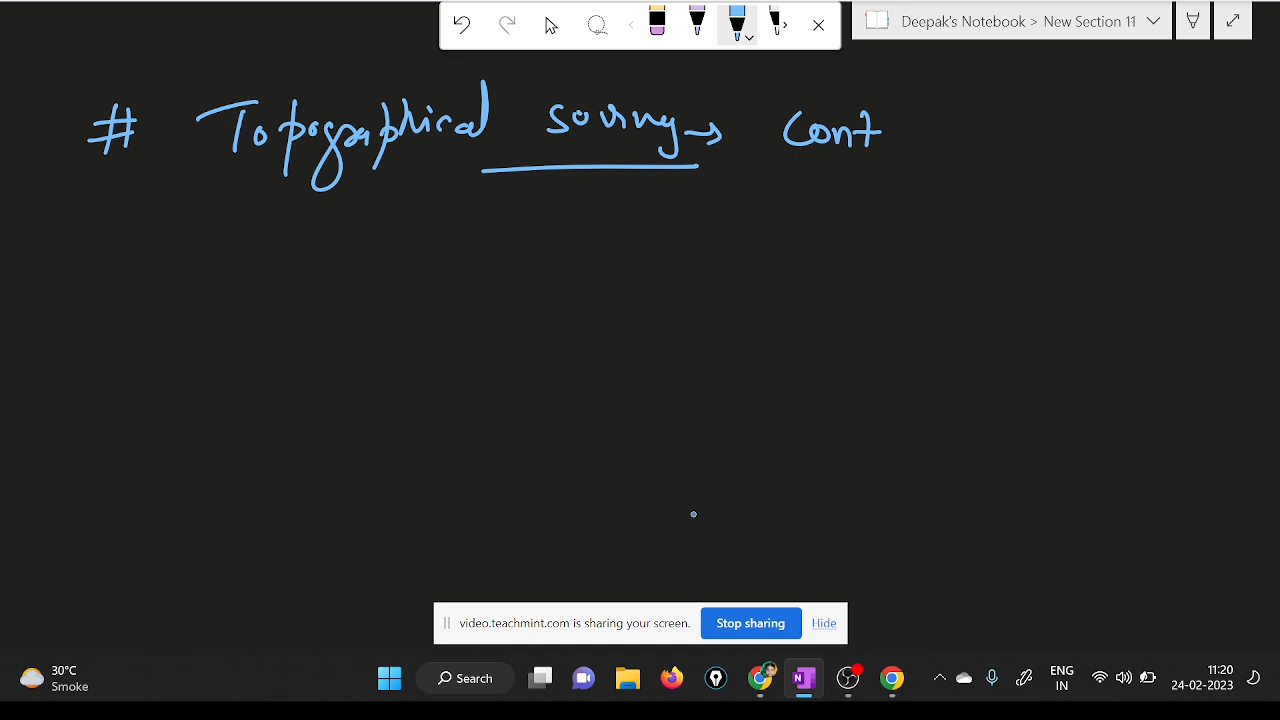 Deepak's Notebook > New Section 11
# Topographical sourvey → Cont
video.teachmint.com is sharing your screen. Stop sharing Hide
30°C
Smoke
Search
ENG
IN
11:20
24-02-2023